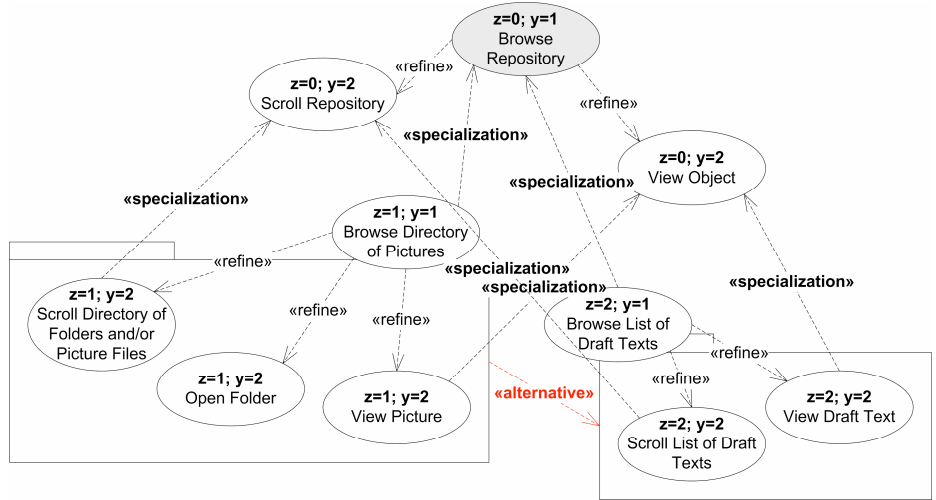 z=0; y=1
Browse
Repository
«refine»
z=0; y=2
Scroll Repository
«refine»
«specialization»
z=0; y=2
View Object
«specialization»
«specialization»
z=1; y=1
Browse Directory
of Pictures
«refine»
«specialization»
«specialization»
«specialization»
z=1; y=2
Scroll Directory of
Folders and/or
Picture Files
«refine»
«refine»
z=2; y=1
Browse List of
Draft Texts
«refine»
z=1; y=2
Open Folder
«refine»
z=1; y=2
View Picture
«alternative»
z=2; y=2
View Draft Text
z=2; y=2
Scroll List of Draft
Texts